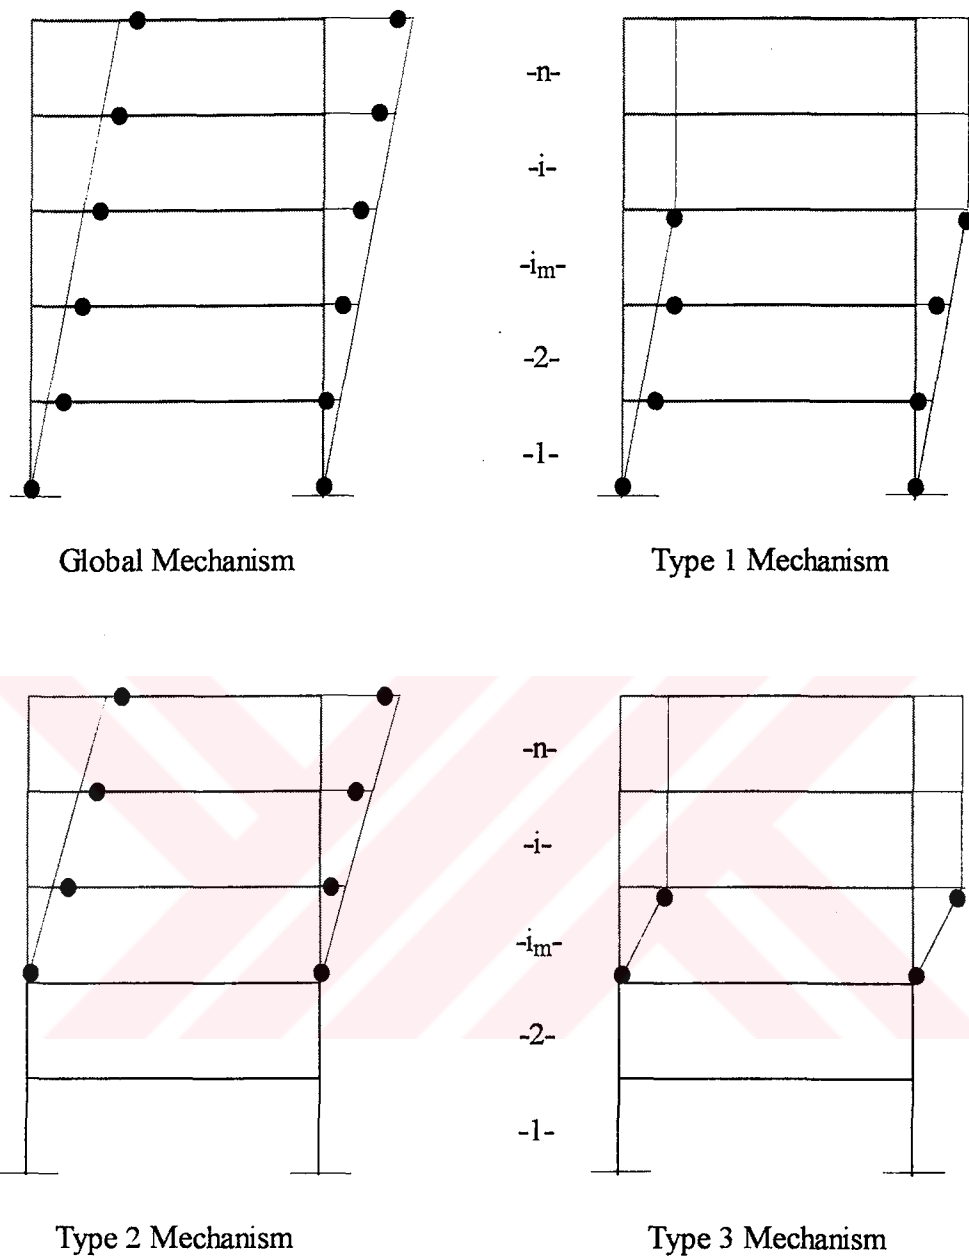 -n-
-i-
-iₘ-
-2-
-1-
Global Mechanism
Type 1 Mechanism
-n-
-i-
-iₘ-
-2-
-1-
Type 2 Mechanism
Type 3 Mechanism